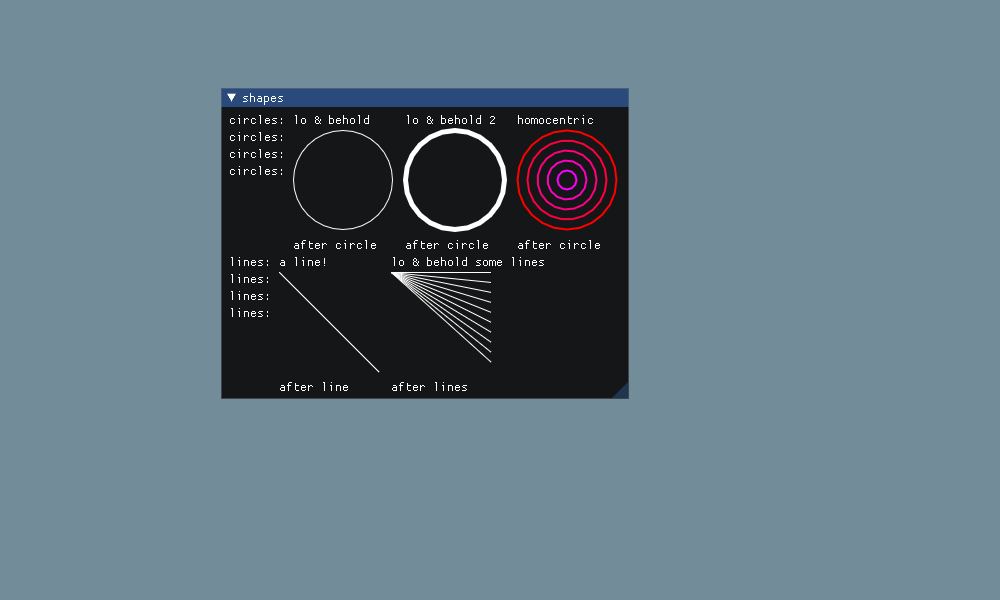 shapes
circles: lo & behold lo & behold 2 homocentric
circles:
circles:
circles:
after circle after circle after circle
lines: a line! lo & behold some lines
lines:
lines:
lines:
after line after lines